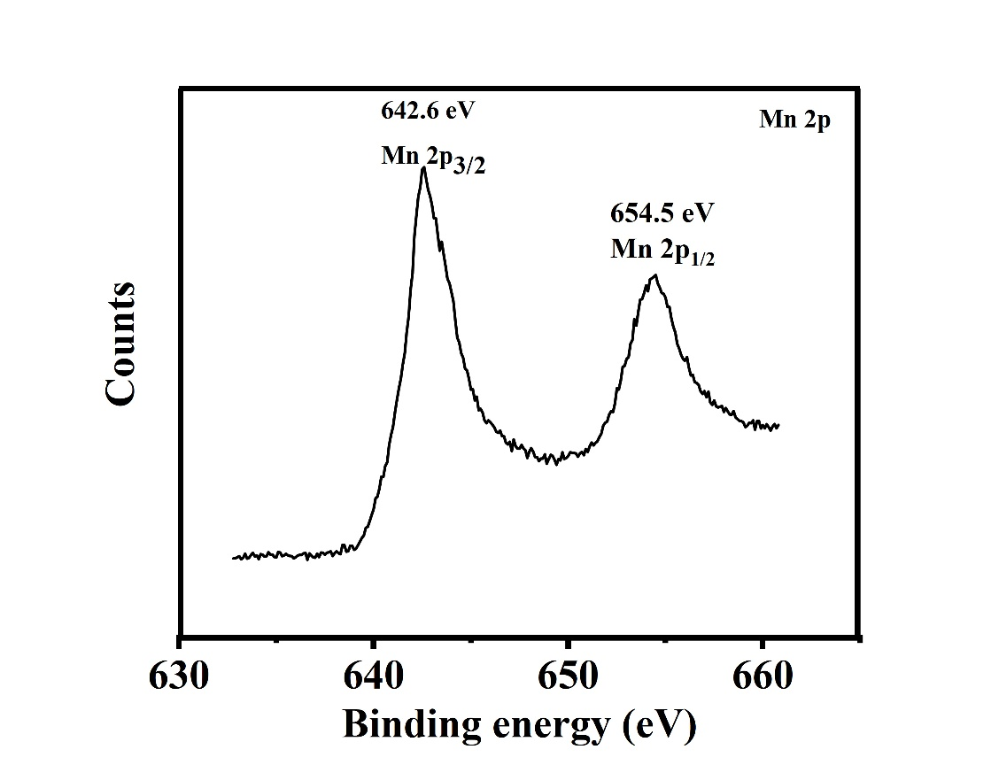 642.6 eV
Mn 2p
Mn 2p3/2
654.5 eV
Mn 2p1/2
Counts
630 640 650 660
Binding energy (eV)